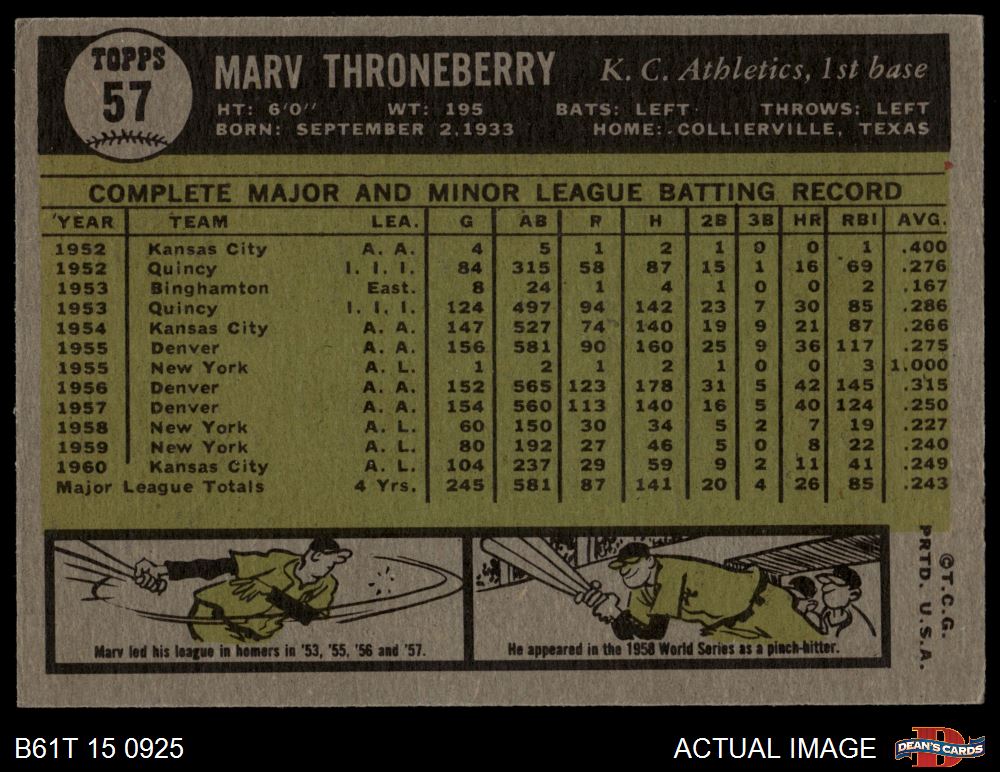 TOPPS
57
MARV THRONEBERRY K. C. Athletics, 1st base
HT: 6'0" WT: 195 BATS: LEFT THROWS: LEFT
BORN: SEPTEMBER 2, 1933 HOME: COLLIERVILLE, TEXAS
COMPLETE MAJOR AND MINOR LEAGUE BATTING RECORD
YEAR TEAM LEA. G AB R H 2B 3B HR RBI AVG.
1952 Kansas City A. A. 4 5 1 2 1 0 0 1 .400
1952 Quincy I. I. I. 84 315 58 87 15 1 16 69 .276
1953 Binghamton East. 8 24 1 4 1 0 0 2 .167
1953 Quincy I. I. I. 124 497 94 142 23 7 30 85 .286
1954 Kansas City A. A. 147 527 74 140 19 9 21 87 .266
1955 Denver A. A. 156 581 90 160 25 9 36 117 .275
1955 New York A. L. 1 2 1 2 1 0 0 3 1.000
1956 Denver A. A. 152 565 123 178 31 5 42 145 .315
1957 Denver A. A. 154 560 113 140 16 5 40 124 .250
1958 New York A. L. 60 150 30 34 5 2 7 19 .227
1959 New York A. L. 80 192 27 46 5 0 8 22 .240
1960 Kansas City A. L. 104 237 29 59 9 2 11 41 .249
Major League Totals 4 Yrs. 245 581 87 141 20 4 26 85 .243
Marv led his league in homers in '53, '55, '56 and '57.
He appeared in the 1958 World Series as a pinch-hitter.
©T.C.G.
PRTD. U.S.A.
B61T 15 0925
ACTUAL IMAGE
D
DEAN'S CARDS